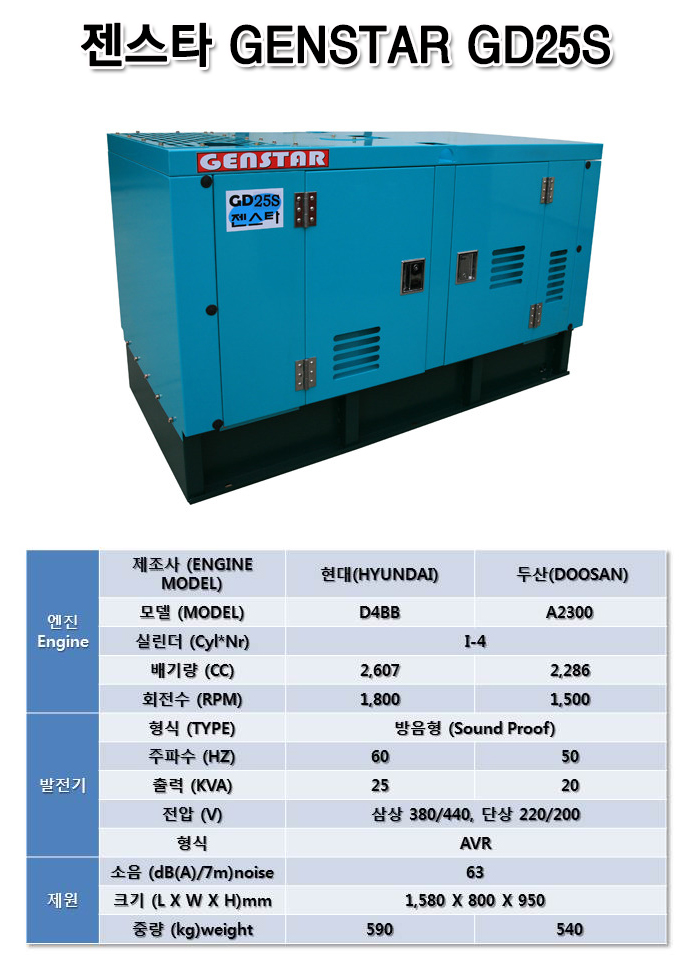 젠스타 GENSTAR GD25S
GENSTAR
GD25S
젠스타
엔진 Engine
제조사 (ENGINE MODEL) 현대(HYUNDAI) 두산(DOOSAN)
모델 (MODEL) D4BB A2300
실린더 (Cyl*Nr) I-4
배기량 (CC) 2,607 2,286
회전수 (RPM) 1,800 1,500
발전기
형식 (TYPE) 방음형 (Sound Proof)
주파수 (HZ) 60 50
출력 (KVA) 25 20
전압 (V) 삼상 380/440, 단상 220/200
형식 AVR
제원
소음 (dB(A)/7m)noise 63
크기 (L X W X H)mm 1,580 X 800 X 950
중량 (kg)weight 590 540